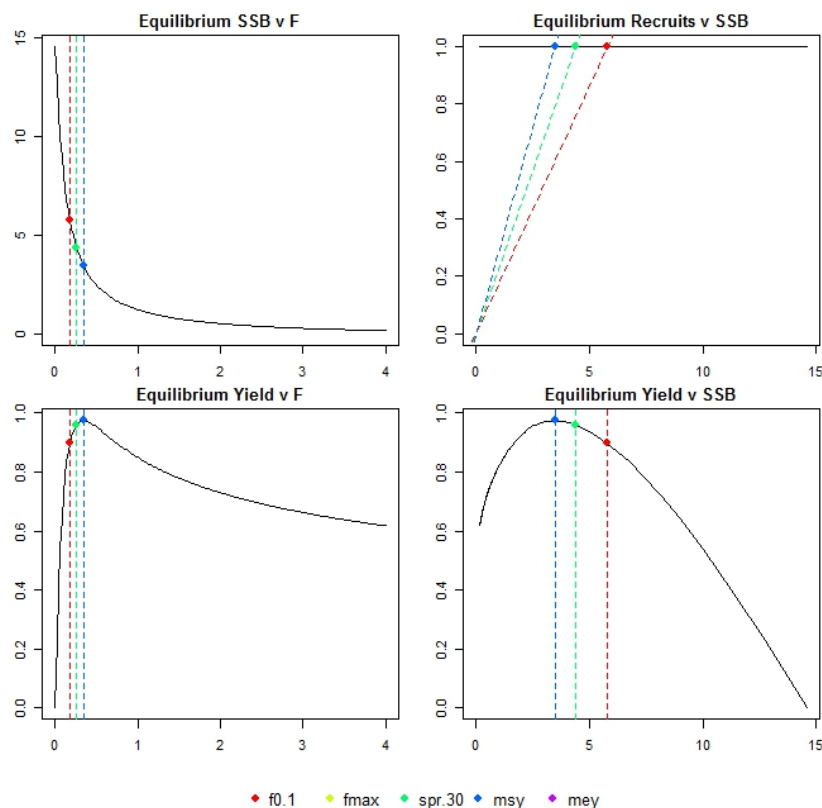 Equilibrium SSB v F
Equilibrium Recruits v SSB
15
10
5
0
0 1 2 3 4
1.0
0.8
0.6
0.4
0.2
0.0
0 5 10 15
Equilibrium Yield v F
Equilibrium Yield v SSB
1.0
0.8
0.6
0.4
0.2
0.0
0 1 2 3 4
1.0
0.8
0.6
0.4
0.2
0.0
0 5 10 15
f0.1 fmax spr.30 msy mey